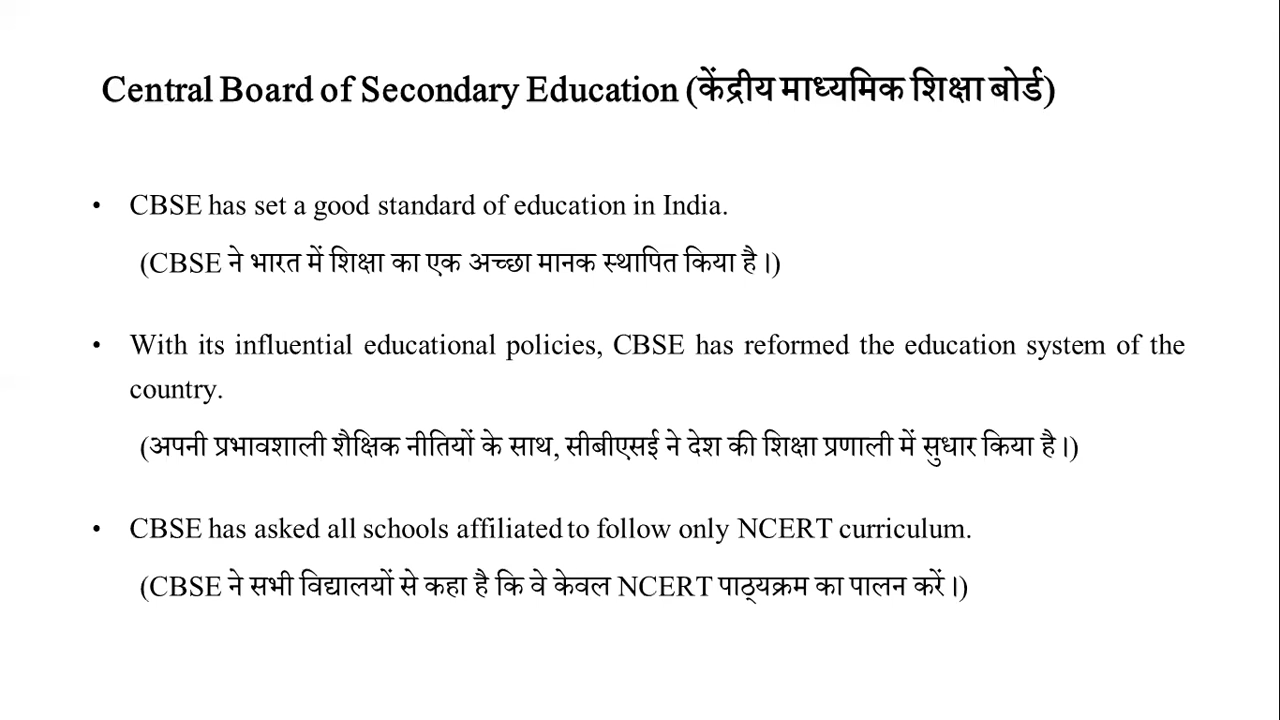 Central Board of Secondary Education (केंद्रीय माध्यमिक शिक्षा बोर्ड)
• CBSE has set a good standard of education in India.
(CBSE ने भारत में शिक्षा का एक अच्छा मानक स्थापित किया है।)
• With its influential educational policies, CBSE has reformed the education system of the
country.
(अपनी प्रभावशाली शैक्षिक नीतियों के साथ, सीबीएसई ने देश की शिक्षा प्रणाली में सुधार किया है।)
• CBSE has asked all schools affiliated to follow only NCERT curriculum.
(CBSE ने सभी विद्यालयों से कहा है कि वे केवल NCERT पाठ्यक्रम का पालन करें।)